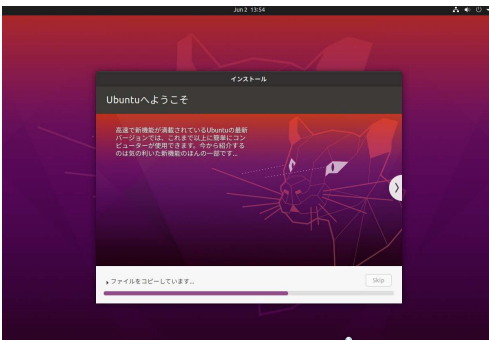 Jun 2 13:54
インストール
Ubuntuへようこそ
高速で新機能が満載されているUbuntuの最新
バージョンでは、これまで以上に簡単にコン
ピューターが使用できます。今から紹介する
のは気の利いた新機能のほんの一部です...
ファイルをコピーしています...
Skip